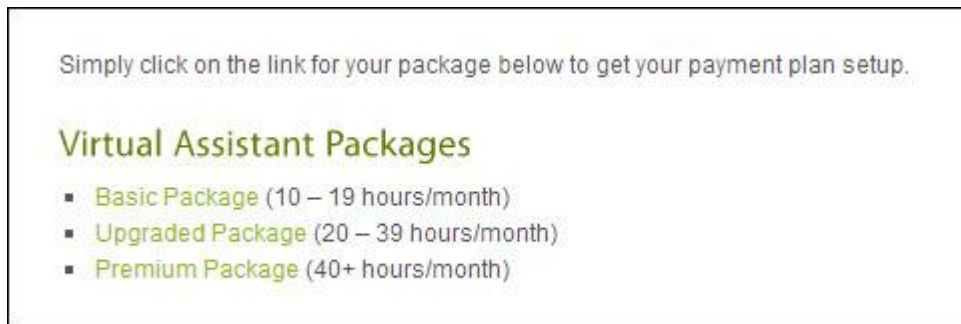 Simply click on the link for your package below to get your payment plan setup.
Virtual Assistant Packages
▪ Basic Package (10 – 19 hours/month)
▪ Upgraded Package (20 – 39 hours/month)
▪ Premium Package (40+ hours/month)